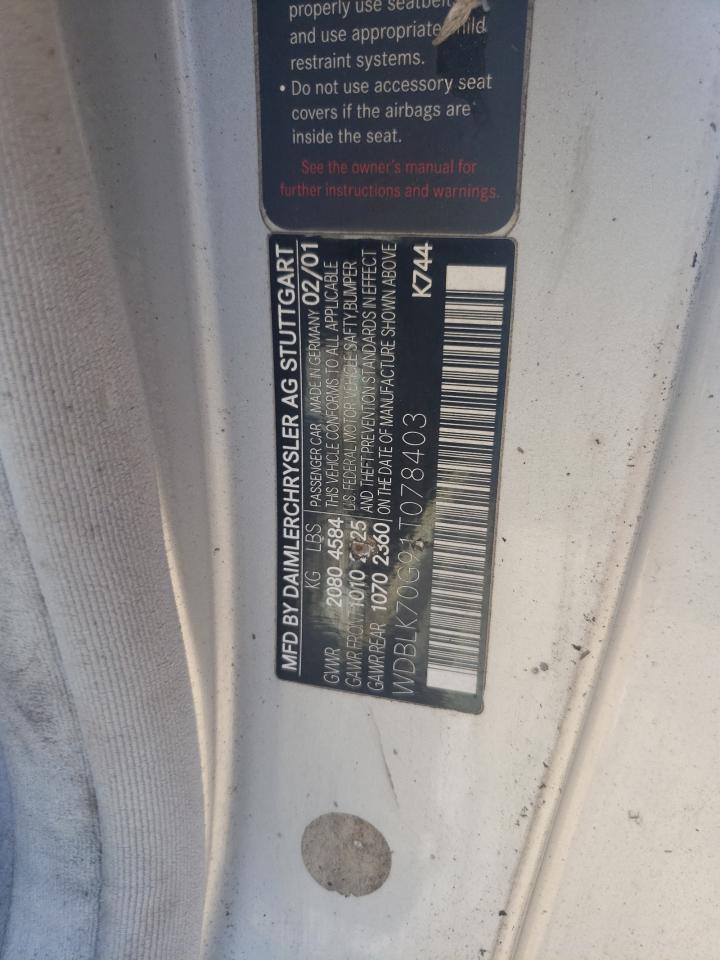 properly use seatbelts
and use appropriate child
restraint systems.
• Do not use accessory seat
covers if the airbags are
inside the seat.
See the owner's manual for
further instructions and warnings.
MFD BY DAIMLERCHRYSLER AG STUTTGART
KG LBS PASSENGER CAR MADE IN GERMANY 02/01
GVWR 2080 4584 THIS VEHICLE CONFORMS TO ALL APPLICABLE
GAWR FRONT 1010 U.S. FEDERAL MOTOR VEHICLE SAFTY, BUMPER
GAWR REAR 1070 2360 AND THEFT PREVENTION STANDARDS IN EFFECT
ON THE DATE OF MANUFACTURE SHOWN ABOVE
WDBLK70G91T078403 K744